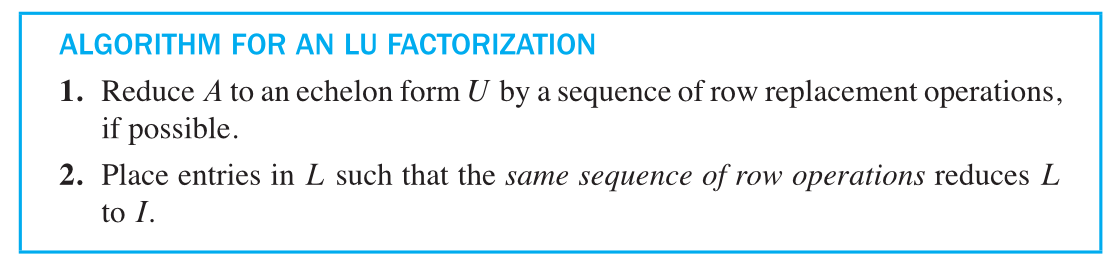 ALGORITHM FOR AN LU FACTORIZATION
1. Reduce A to an echelon form U by a sequence of row replacement operations,
if possible.
2. Place entries in L such that the same sequence of row operations reduces L
to I.